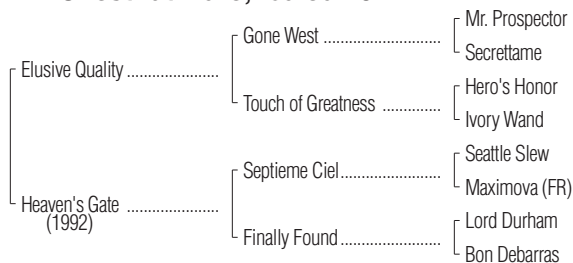 Mr. Prospector
Gone West
Secrettame
Elusive Quality
Hero's Honor
Touch of Greatness
Ivory Wand
Seattle Slew
Septieme Ciel
Maximova (FR)
Heaven's Gate
(1992)
Lord Durham
Finally Found
Bon Debarras